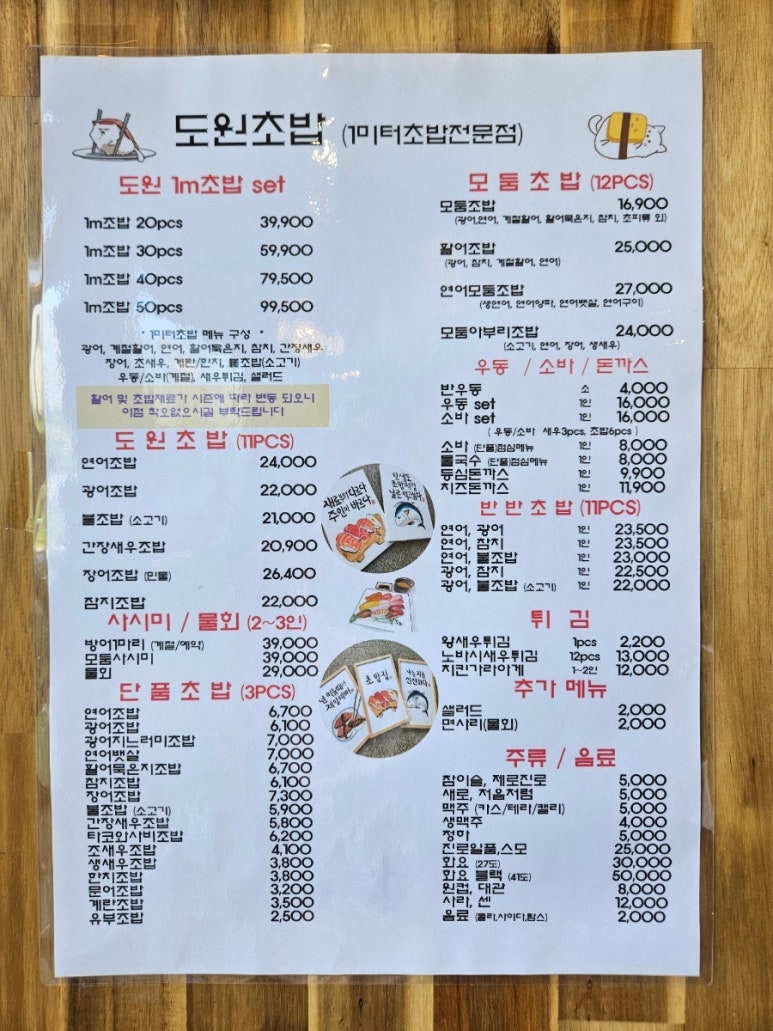 도원초밥 (1미터초밥전문점)
도원 1m초밥 set
1m초밥 20pcs 39,900
1m초밥 30pcs 59,900
1m초밥 40pcs 79,500
1m초밥 50pcs 99,500
* 1미터초밥 메뉴 구성 *
광어, 계절활어, 연어, 활어묵은지, 참치, 간장새우
장어, 초새우, 계란/한치, 불초밥(소고기)
우동/소바(계절), 새우튀김, 샐러드
활어 및 초밥재료가 시즌에 따라 변동 되오니
이점 착오없으시길 부탁드립니다
도원초밥 (11PCS)
연어초밥 24,000
광어초밥 22,000
불초밥 (소고기) 21,000
간장새우초밥 20,900
장어초밥 (민물) 26,400
참치초밥 22,000
사시미 / 물회 (2~3인)
방어1마리 (계절/예약) 39,000
모둠사시미 39,000
물회 29,000
단품초밥 (3PCS)
연어초밥 6,700
광어초밥 6,100
광어지느러미초밥 7,000
연어뱃살 7,000
활어묵은지초밥 6,700
참치초밥 6,100
장어초밥 7,300
불초밥 (소고기) 5,900
간장새우초밥 5,800
타코와사비초밥 6,200
초새우초밥 4,100
생새우초밥 3,800
한치초밥 3,800
문어초밥 3,200
계란초밥 3,500
유부초밥 2,500
모둠초밥 (12PCS)
모둠초밥 16,900
(광어,연어, 계절활어, 활어묵은지, 참치, 초피류 외)
활어초밥 25,000
(광어, 참치, 계절활어, 연어)
연어모둠초밥 27,000
(생연어, 연어양파, 연어뱃살, 연어구이)
모둠아부리초밥 24,000
(소고기, 연어, 장어, 생새우)
우동 / 소바 / 돈까스
반우동 소 4,000
우동 set 1인 16,000
소바 set 1인 16,000
( 우동/소바 새우3pcs, 초밥6pcs )
소바 (단품)점심메뉴 1인 8,000
물국수 (단품)점심메뉴 1인 8,000
등심돈까스 1인 9,900
치즈돈까스 1인 11,900
반반초밥 (11PCS)
연어, 광어 1인 23,500
연어, 참치 1인 23,500
연어, 불초밥 1인 23,000
광어, 참치 1인 22,500
광어, 불초밥 (소고기) 1인 22,000
튀 김
왕새우튀김 1pcs 2,200
노바시새우튀김 12pcs 13,000
치킨가라아게 1~2인 12,000
추가 메뉴
샐러드 2,000
면사리(물회) 2,000
주류 / 음료
참이슬, 제로진로 5,000
새로, 처음처럼 5,000
맥주 (카스/테라/켈리) 5,000
생맥주 4,000
청하 5,000
진로일품,스모 25,000
화요 (27도) 30,000
화요 블랙 (41도) 50,000
원컵, 대관 8,000
사라, 센 12,000
음료 (콜라,사이다,탐스) 2,000
초밥집,